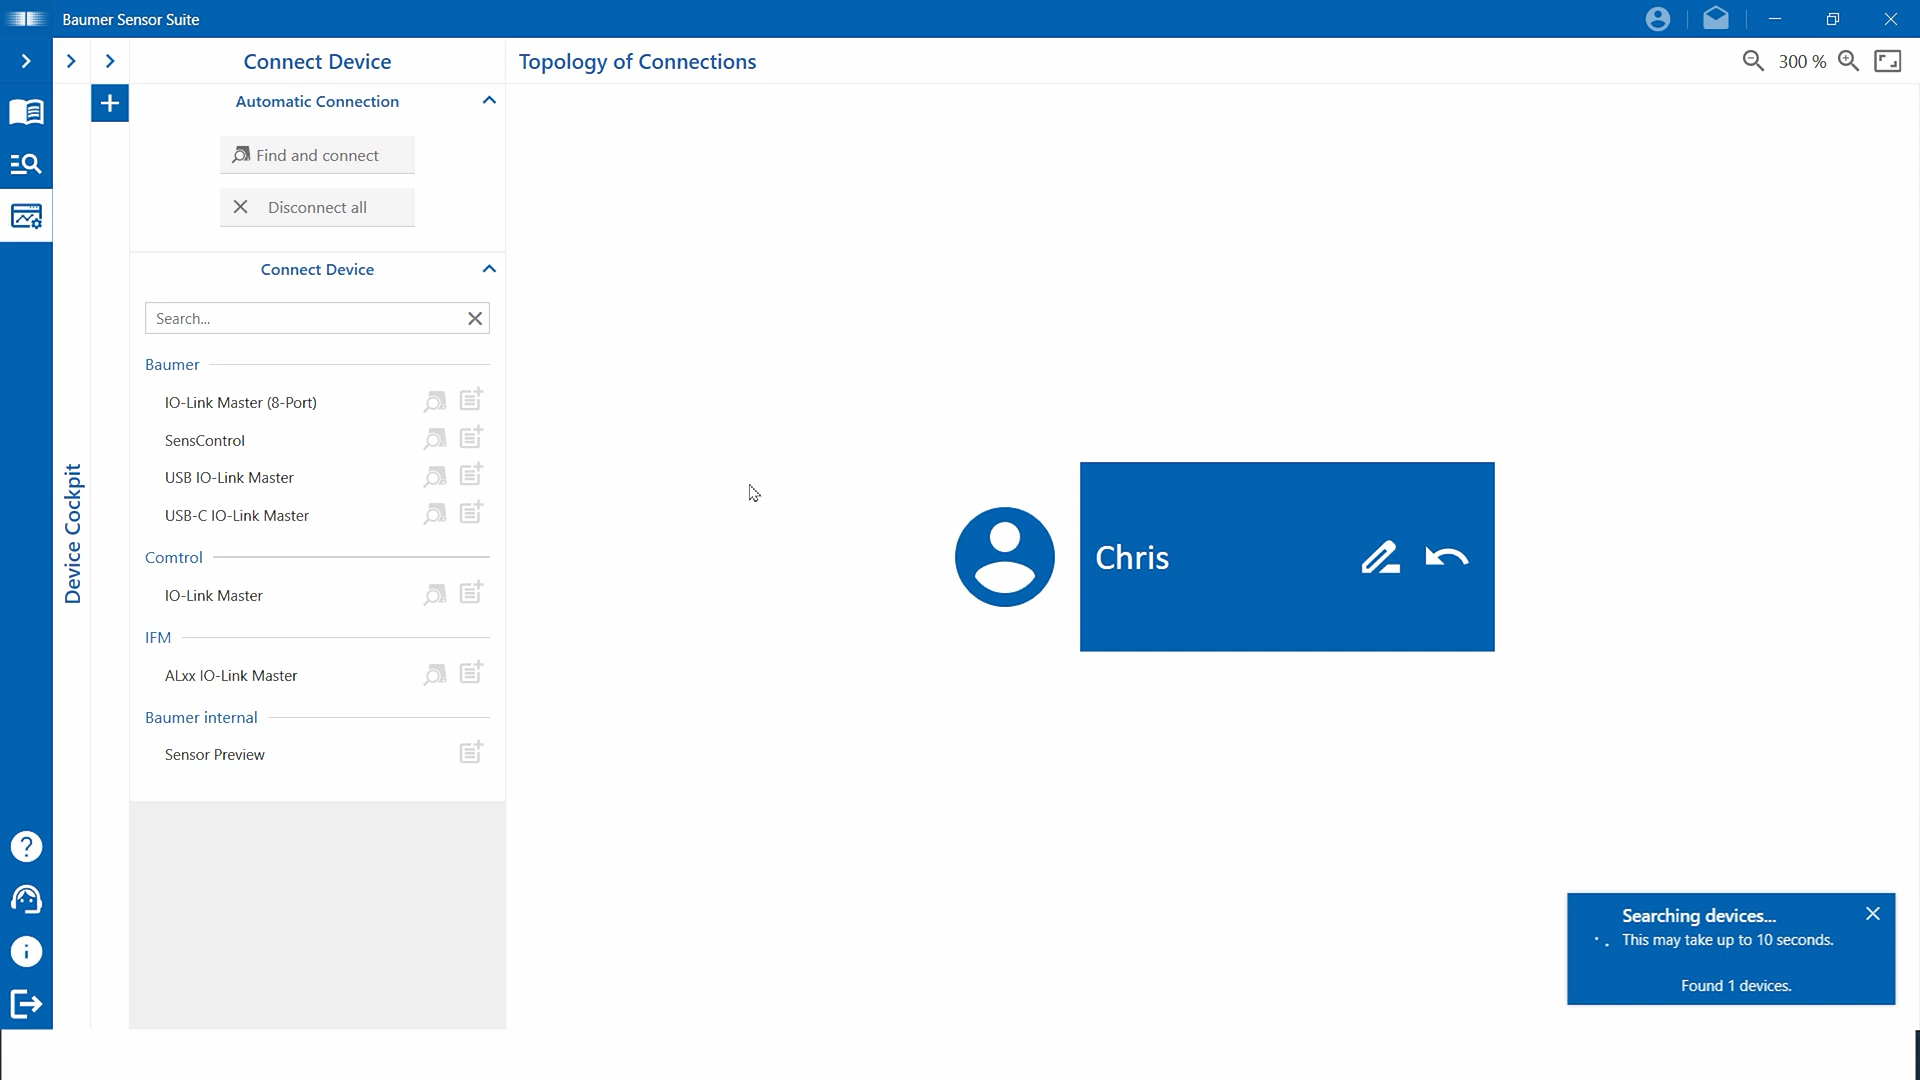 Baumer Sensor Suite
Connect Device
Topology of Connections
300 %
Automatic Connection
Find and connect
Disconnect all
Connect Device
Search...
Baumer
IO-Link Master (8-Port)
SensControl
USB IO-Link Master
USB-C IO-Link Master
Comtrol
IO-Link Master
IFM
ALxx IO-Link Master
Baumer internal
Sensor Preview
Device Cockpit
Chris
Searching devices...
This may take up to 10 seconds.
Found 1 devices.